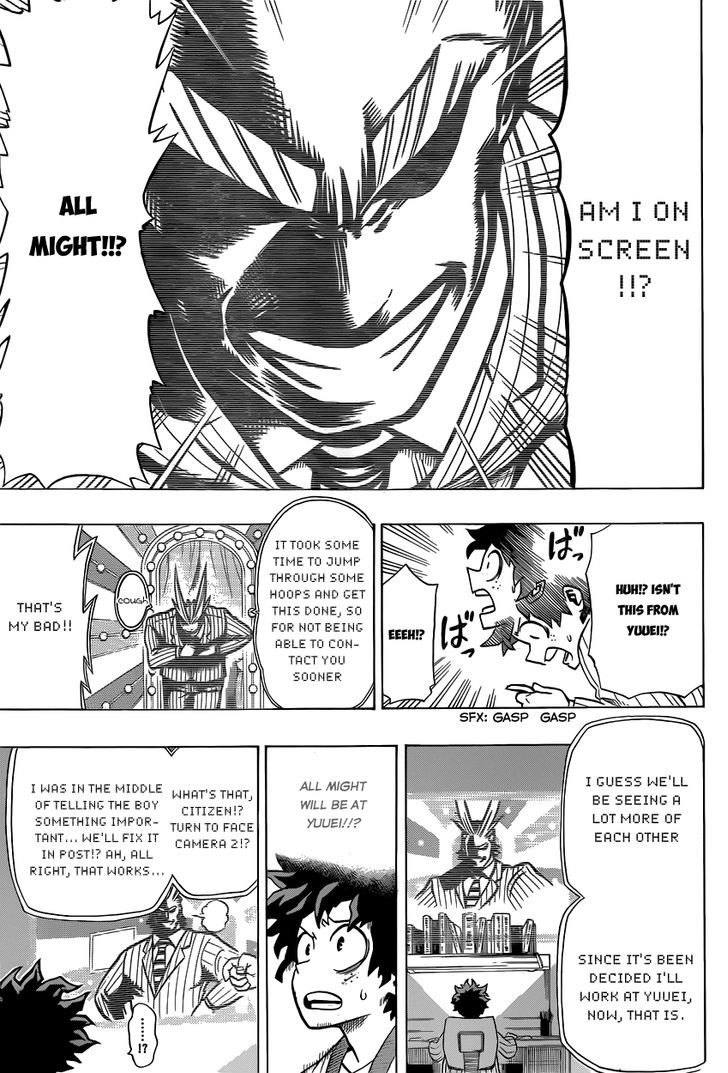 AM I ON
SCREEN
!!?
ALL
MIGHT!!?
HUH!? ISN'T
THIS FROM
YUUEI!?
EEEH!?
ばっ
ばっ
SFX: GASP GASP
IT TOOK SOME
TIME TO JUMP
THROUGH SOME
HOOPS AND GET
THIS DONE, SO
FOR NOT BEING
ABLE TO CON-
TACT YOU
SOONER
COUGH
THAT'S
MY BAD!!
I GUESS WE'LL
BE SEEING A
LOT MORE OF
EACH OTHER
SINCE IT'S BEEN
DECIDED I'LL
WORK AT YUUEI,
NOW, THAT IS.
ALL MIGHT
WILL BE AT
YUUEI!!?
WHAT'S THAT,
CITIZEN!?
TURN TO FACE
CAMERA 2!?
I WAS IN THE MIDDLE
OF TELLING THE BOY
SOMETHING IMPOR-
TANT... WE'LL FIX IT
IN POST!? AH, ALL
RIGHT, THAT WORKS...
......!?